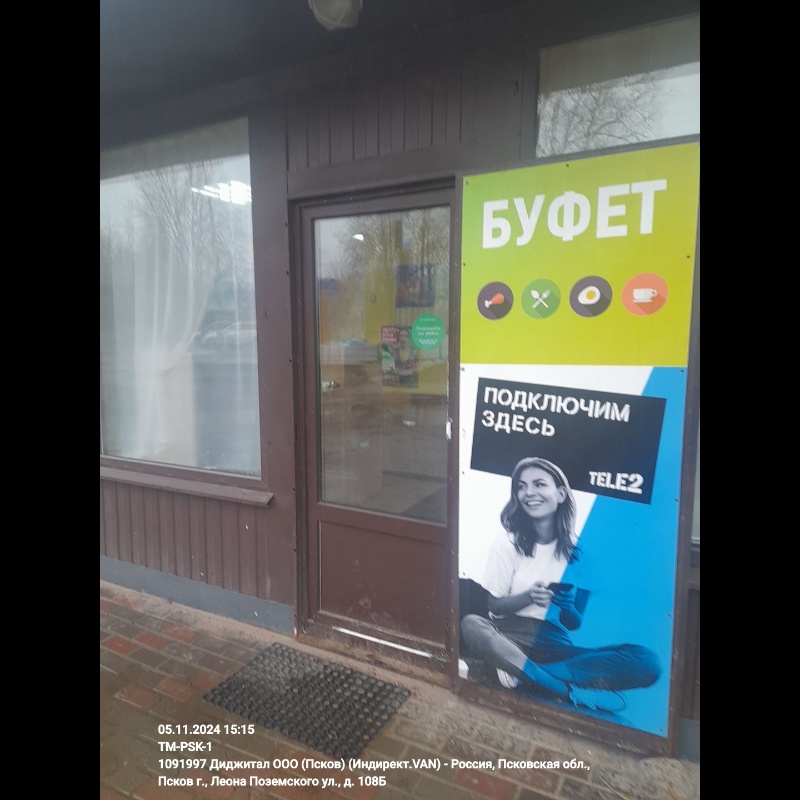 БУФЕТ
ПОДКЛЮЧИМ
ЗДЕСЬ
TELE2
05.11.2024 15:15
TM-PSK-1
1091997 Диджитал ООО (Псков) (Индирект.VAN) - Россия, Псковская обл.,
Псков г., Леона Поземского ул., д. 108Б